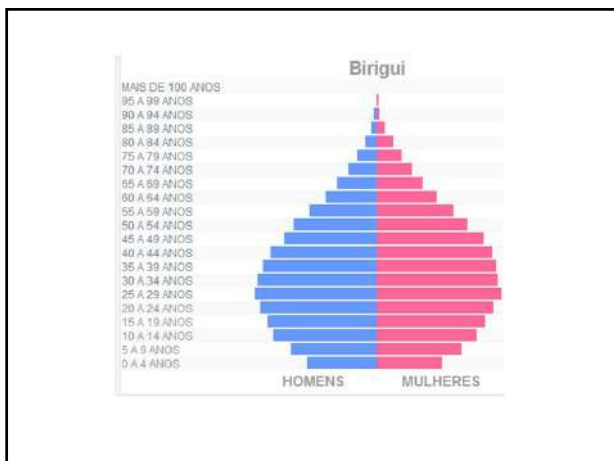 Birigui
MAIS DE 100 ANOS
95 A 99 ANOS
90 A 94 ANOS
85 A 89 ANOS
80 A 84 ANOS
75 A 79 ANOS
70 A 74 ANOS
65 A 69 ANOS
60 A 64 ANOS
55 A 59 ANOS
50 A 54 ANOS
45 A 49 ANOS
40 A 44 ANOS
35 A 39 ANOS
30 A 34 ANOS
25 A 29 ANOS
20 A 24 ANOS
15 A 19 ANOS
10 A 14 ANOS
5 A 9 ANOS
0 A 4 ANOS
HOMENS MULHERES